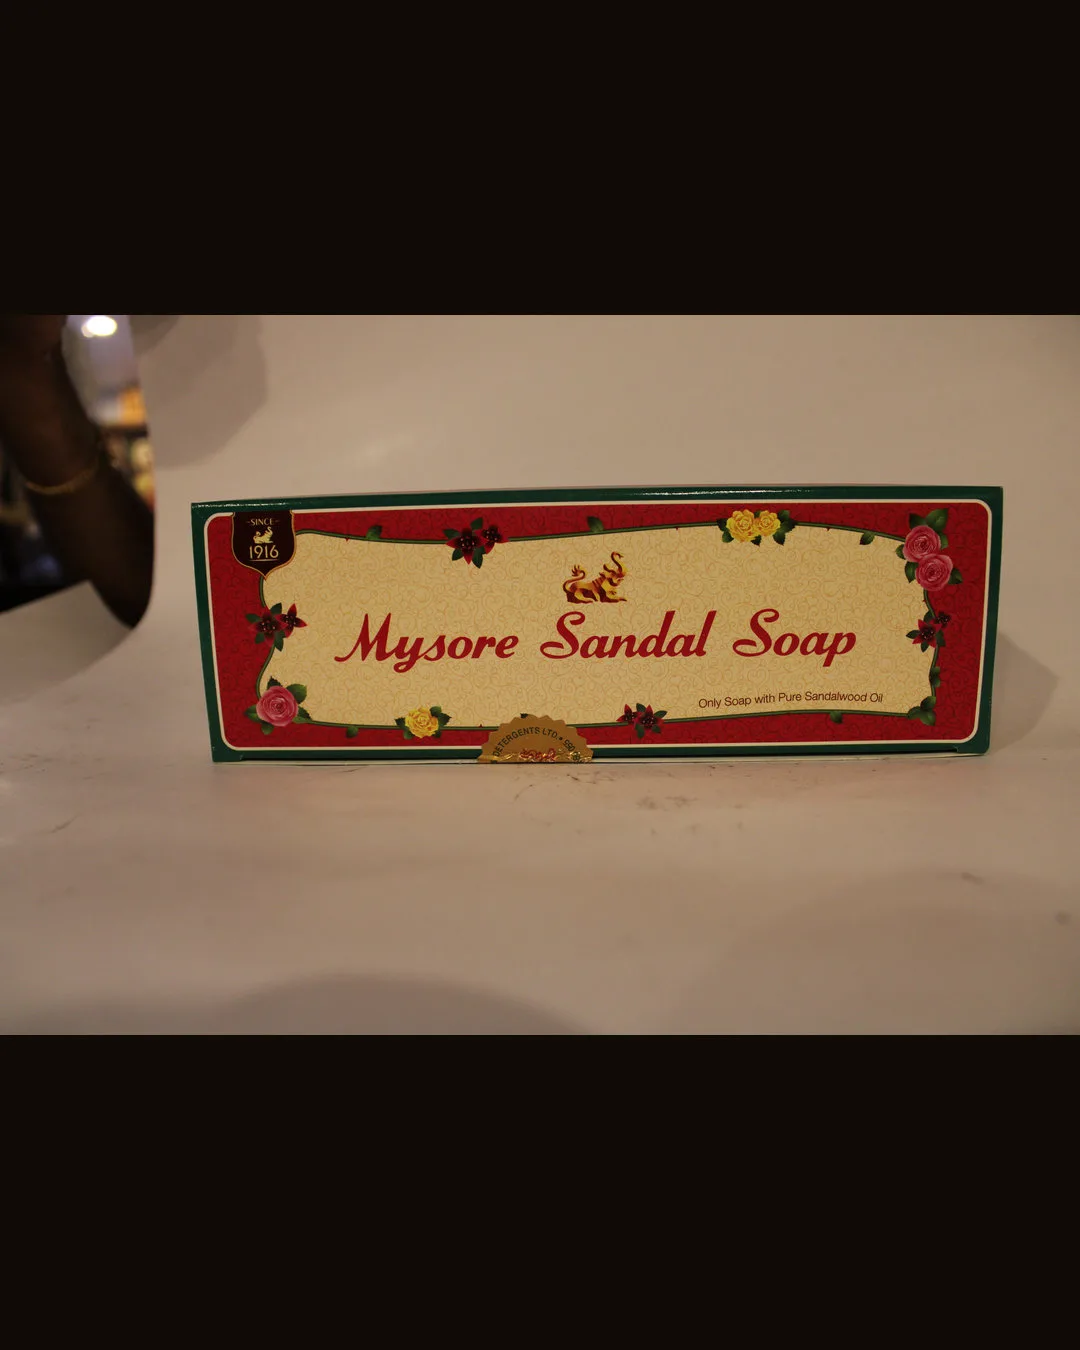 SINCE
1916
Mysore Sandal Soap
Only Soap with Pure Sandalwood Oil
DETERGENTS LTD.